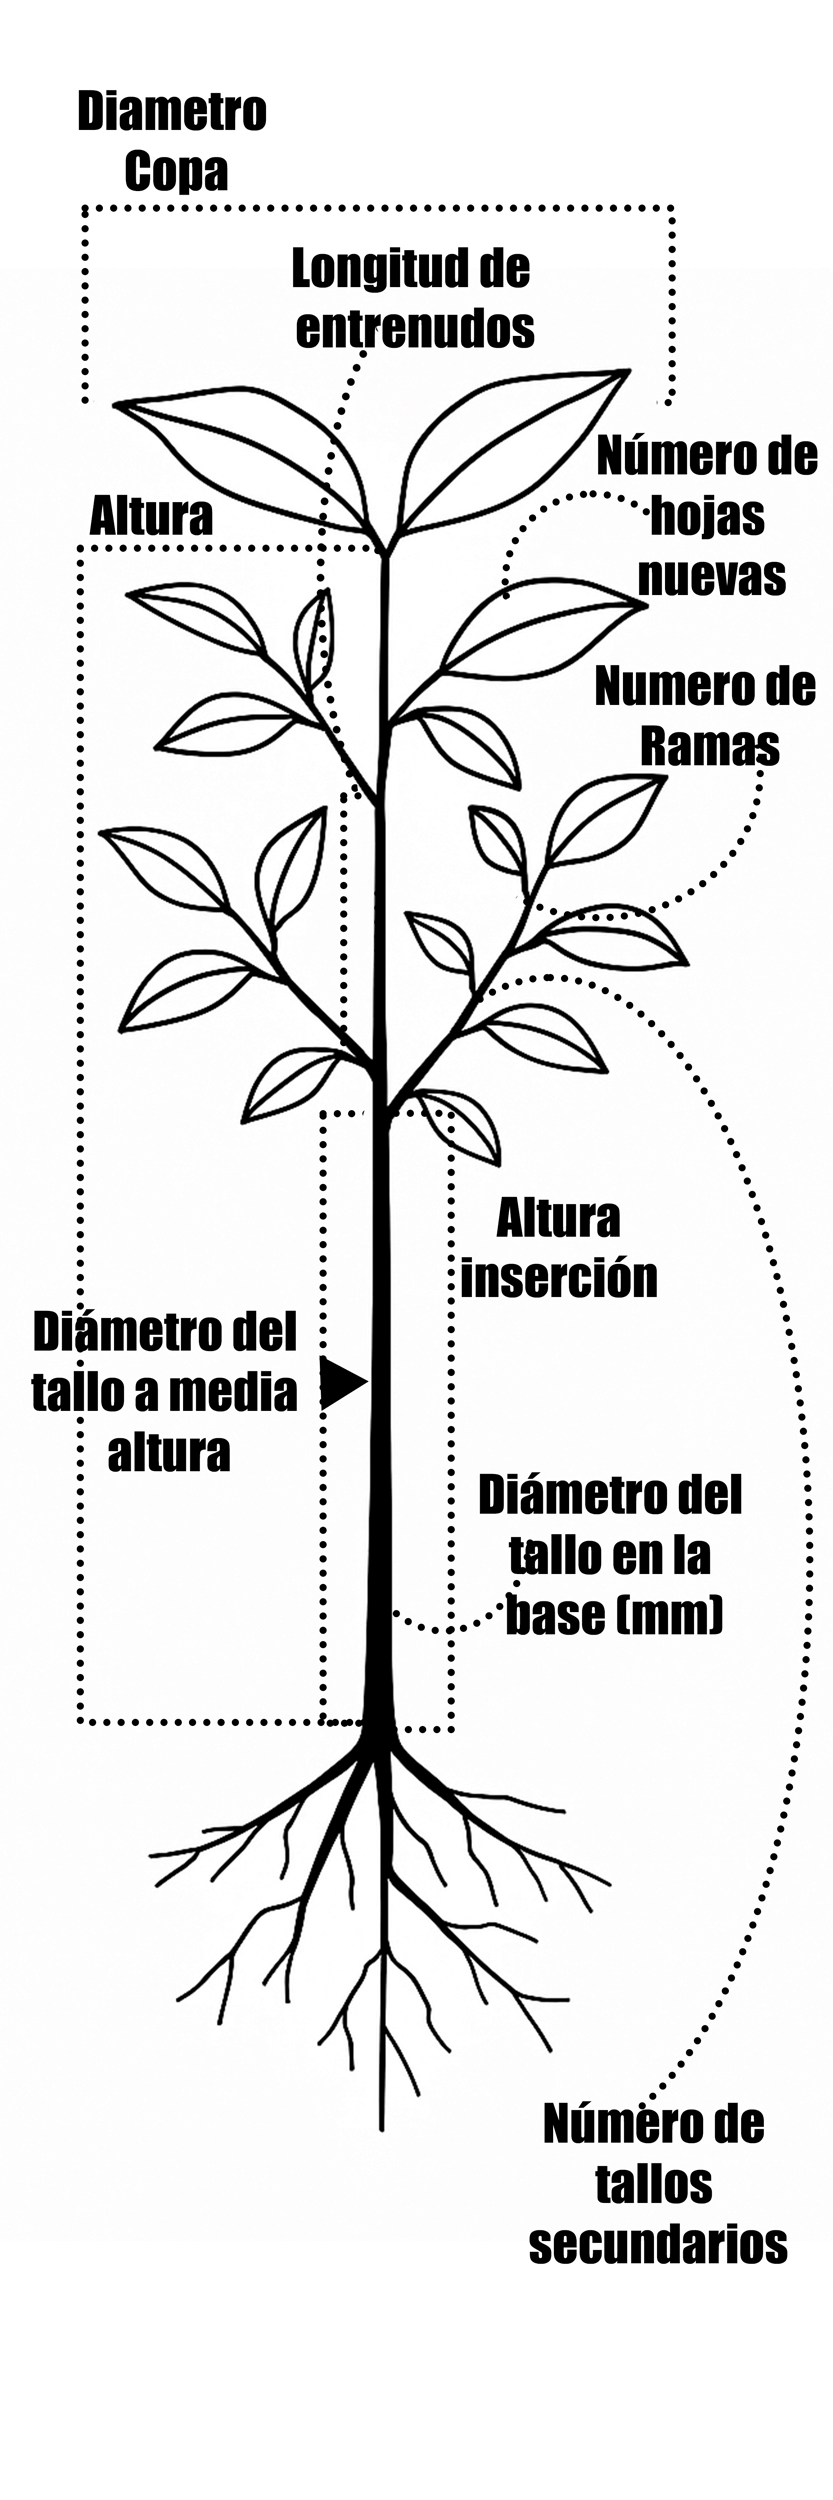 Diametro
Copa
Longitud de
entrenudos
Número de
hojas
nuevas
Altura
Numero de
Ramas
Altura
inserción
Diámetro del
tallo a media
altura
Diámetro del
tallo en la
base (mm)
Número de
tallos
secundarios